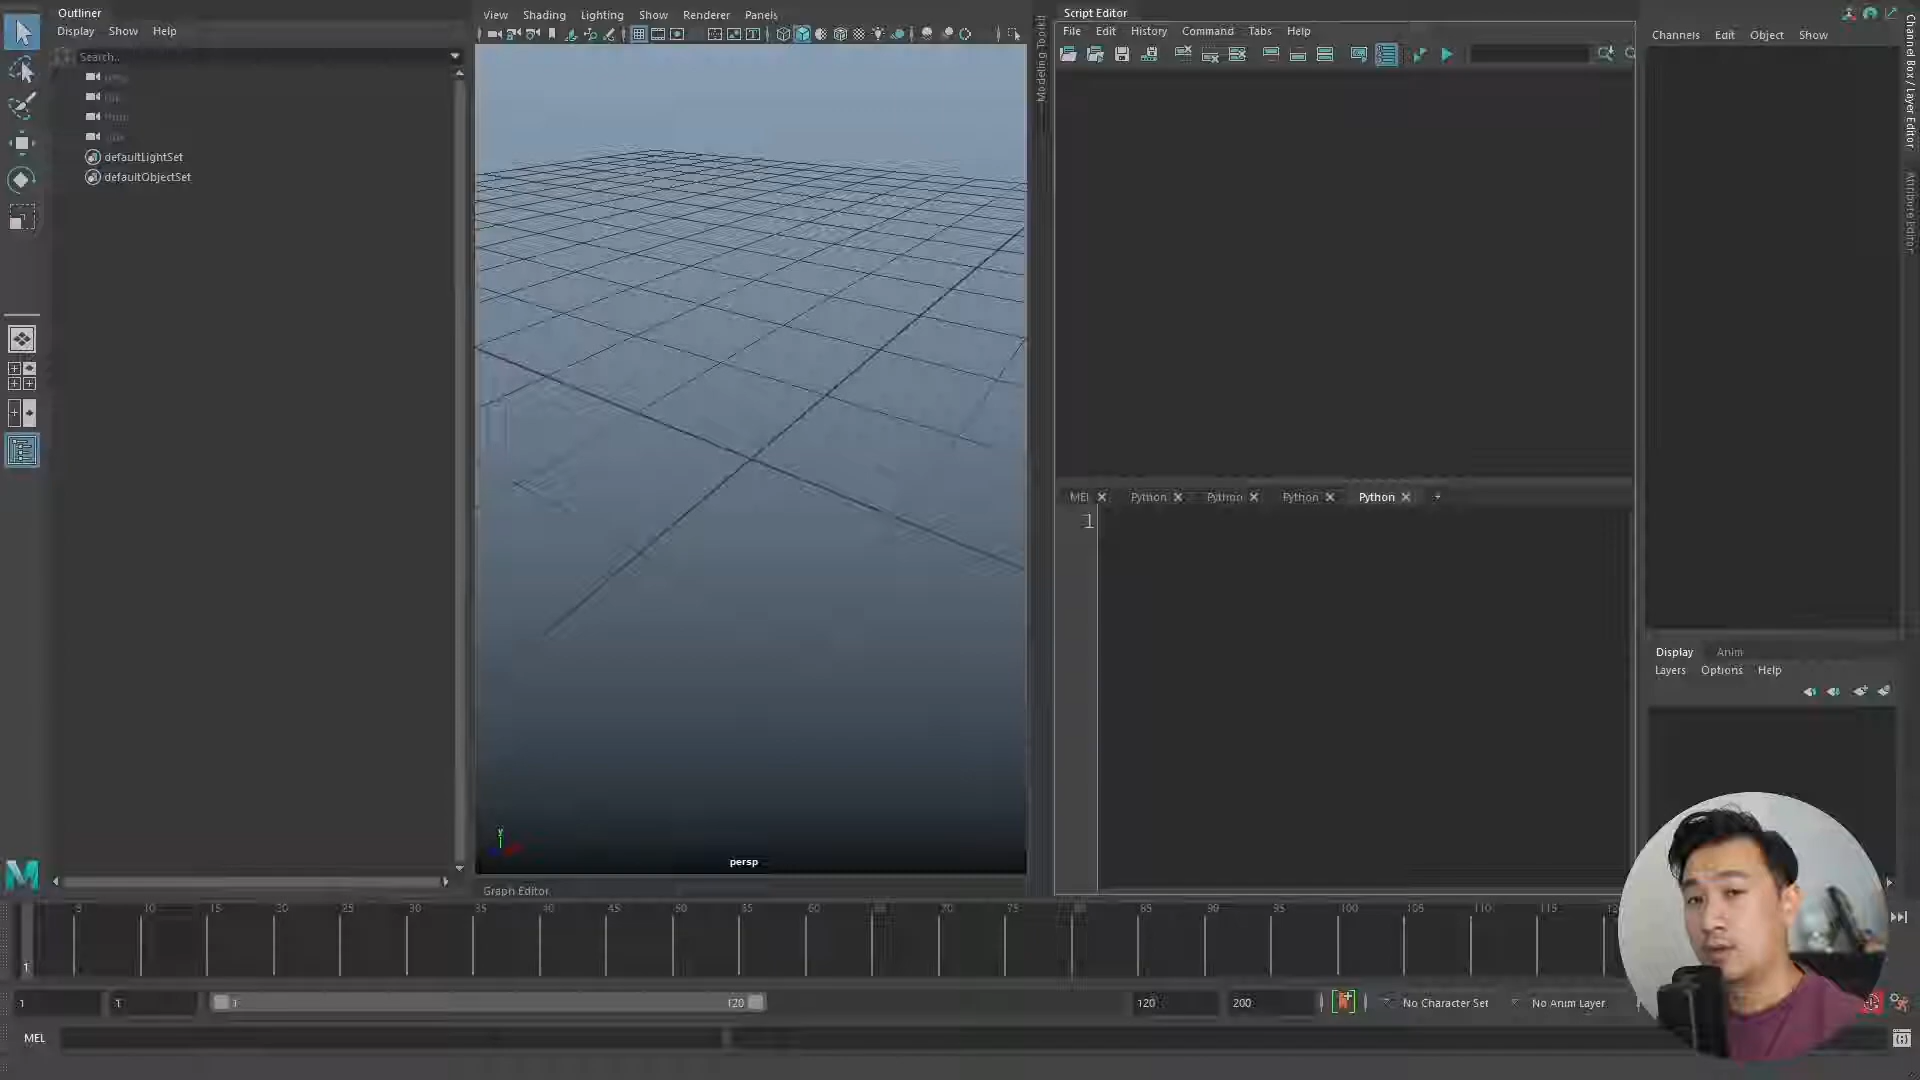 Outliner
Display Show Help
Search...
defaultLightSet
defaultObjectSet
View Shading Lighting Show Renderer Panels
persp
Graph Editor
Modeling Toolkit
Script Editor
File Edit History Command Tabs Help
MEL Python Python Python Python +
1
Channels Edit Object Show
Channel Box / Layer Editor
Attribute Editor
Display Anim
Layers Options Help
5 10 15 20 25 30 35 40 45 50 55 60 70 75 85 90 95 100 105 110 115
1
1 1 1 120 120 200 No Character Set No Anim Layer
MEL